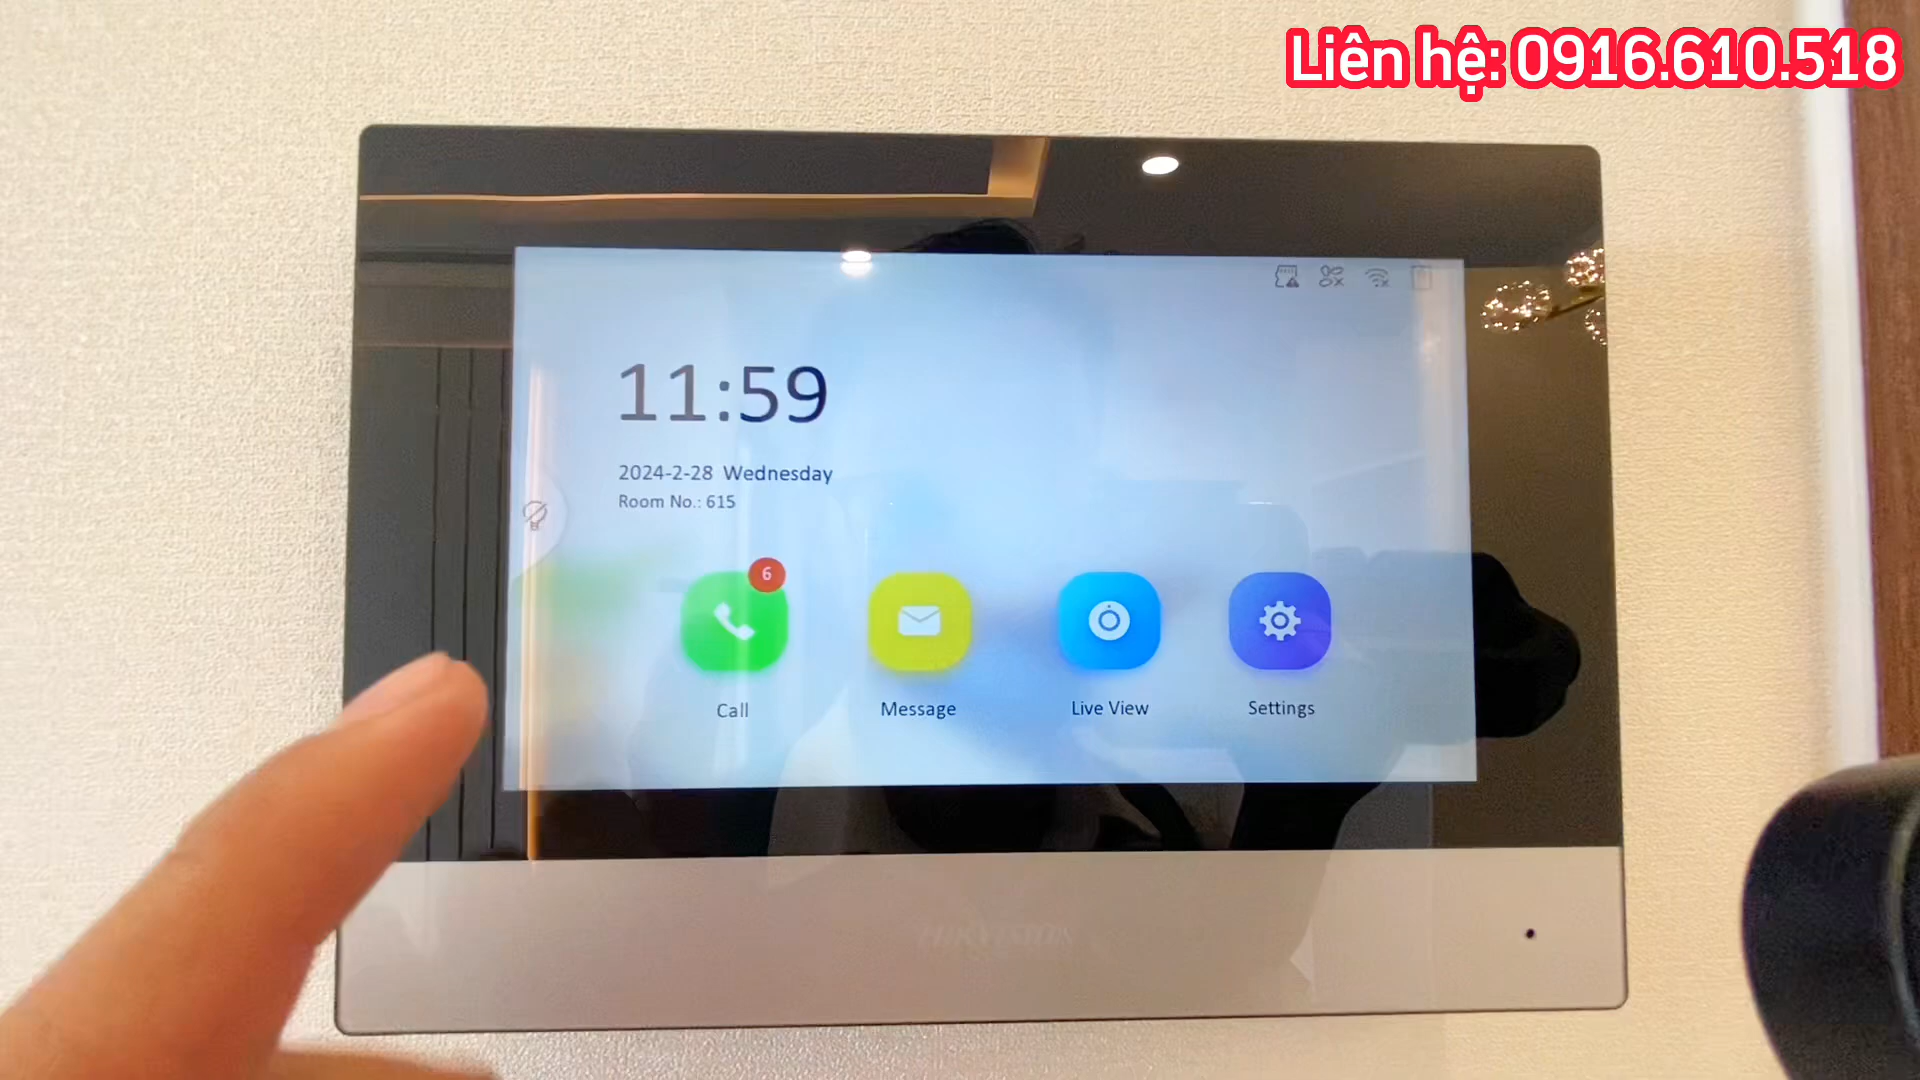 Liên hệ: 0916.610.518
11:59
2024-2-28 Wednesday
Room No.: 615
6
Call
Message
Live View
Settings
HIKVISION